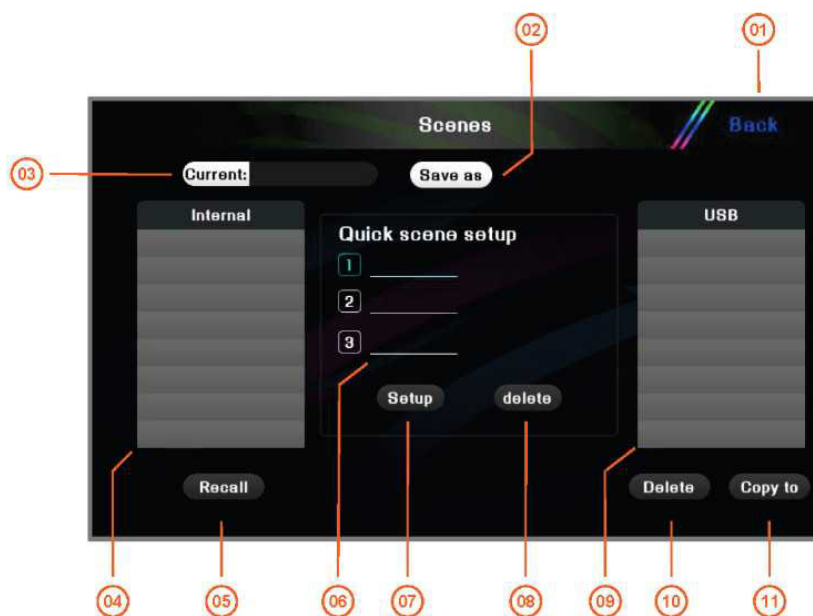 02
01
Scenes
Back
03
Current:
Save as
Internal
USB
Quick scene setup
1
2
3
Setup
delete
Recall
Delete
Copy to
04
05
06
07
08
09
10
11